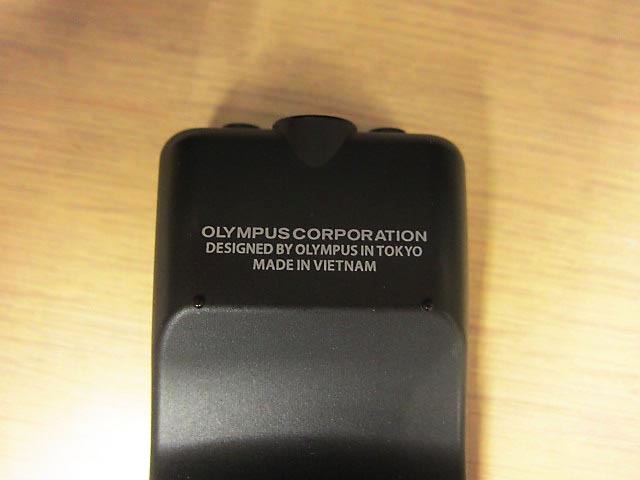 OLYMPUS CORPORATION
DESIGNED BY OLYMPUS IN TOKYO
MADE IN VIETNAM